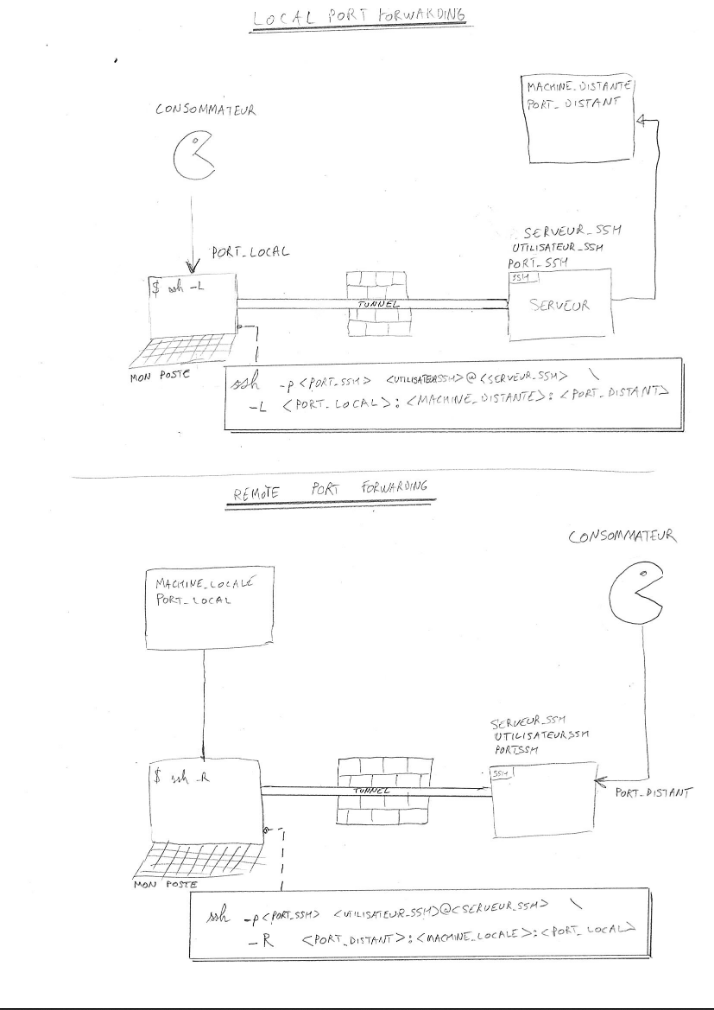 LOCAL PORT FORWARDING
MACHINE_DISTANTE
PORT_DISTANT
CONSOMMATEUR
SERVEUR_SSH
UTILISATEUR_SSH
PORT_SSH
PORT_LOCAL
$ ssh -L
TUNNEL
SSH
SERVEUR
MON POSTE
ssh -p <PORT_SSH> <UTILISATEURSSH>@<SERVEUR_SSH> \
-L <PORT_LOCAL>:<MACHINE_DISTANTE>:<PORT_DISTANT>
REMOTE PORT FORWARDING
CONSOMMATEUR
MACHINE_LOCALE
PORT_LOCAL
SERVEUR_SSH
UTILISATEURSSH
PORTSSH
$ ssh -R
TUNNEL
SSH
PORT_DISTANT
MON POSTE
ssh -p <PORT_SSH> <UTILISATEUR_SSH>@<SERVEUR_SSH> \
-R <PORT_DISTANT>:<MACHINE_LOCALE>:<PORT_LOCAL>